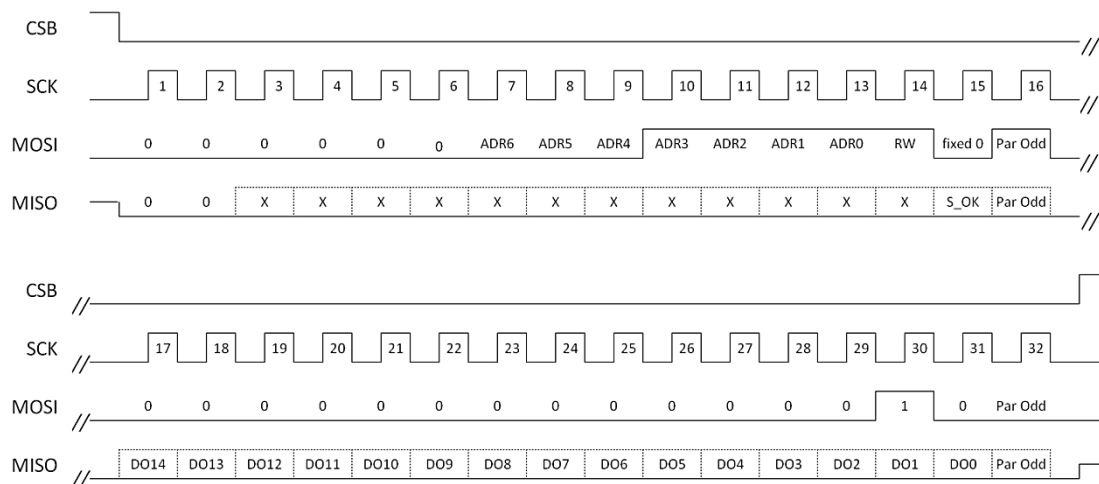 CSB //
SCK 1 2 3 4 5 6 7 8 9 10 11 12 13 14 15 16 //
MOSI 0 0 0 0 0 0 ADR6 ADR5 ADR4 ADR3 ADR2 ADR1 ADR0 RW fixed 0 Par Odd //
MISO 0 0 X X X X X X X X X X X X S_OK Par Odd //
CSB //
SCK // 17 18 19 20 21 22 23 24 25 26 27 28 29 30 31 32
MOSI // 0 0 0 0 0 0 0 0 0 0 0 0 0 1 0 Par Odd
MISO // DO14 DO13 DO12 DO11 DO10 DO9 DO8 DO7 DO6 DO5 DO4 DO3 DO2 DO1 DO0 Par Odd